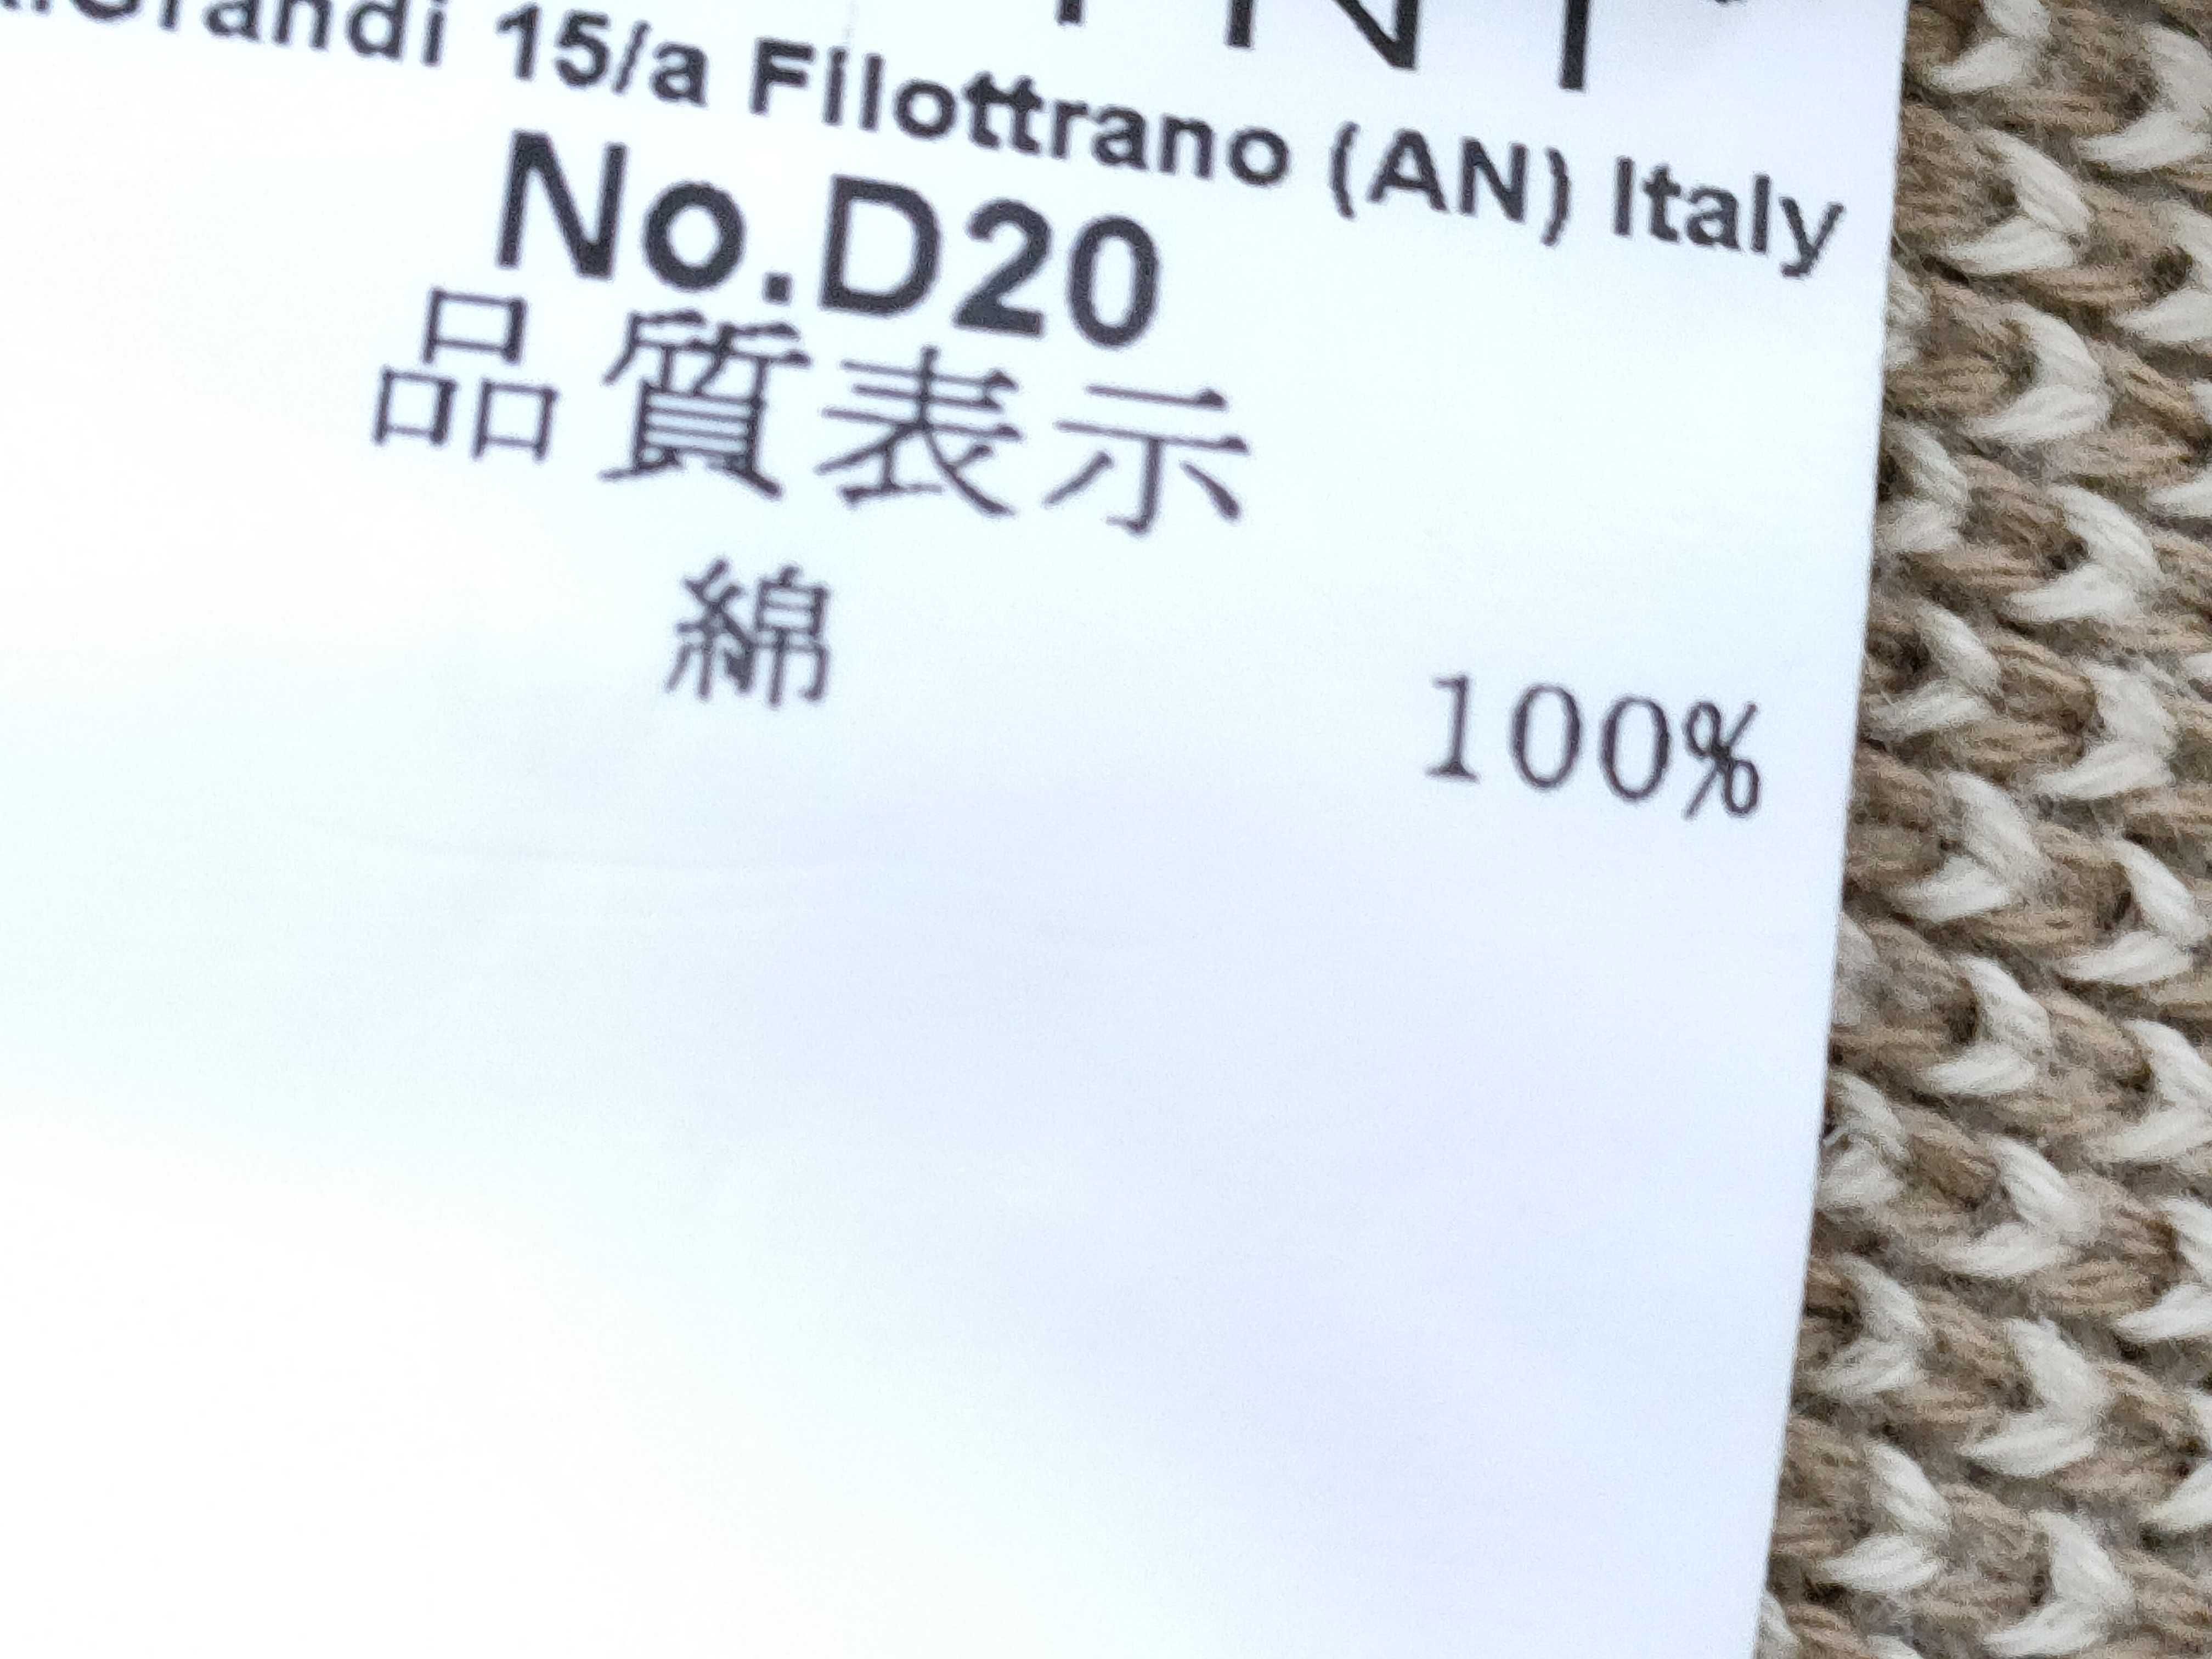 15/a Filottrano (AN) Italy
No.D20
品質表示
綿 100%